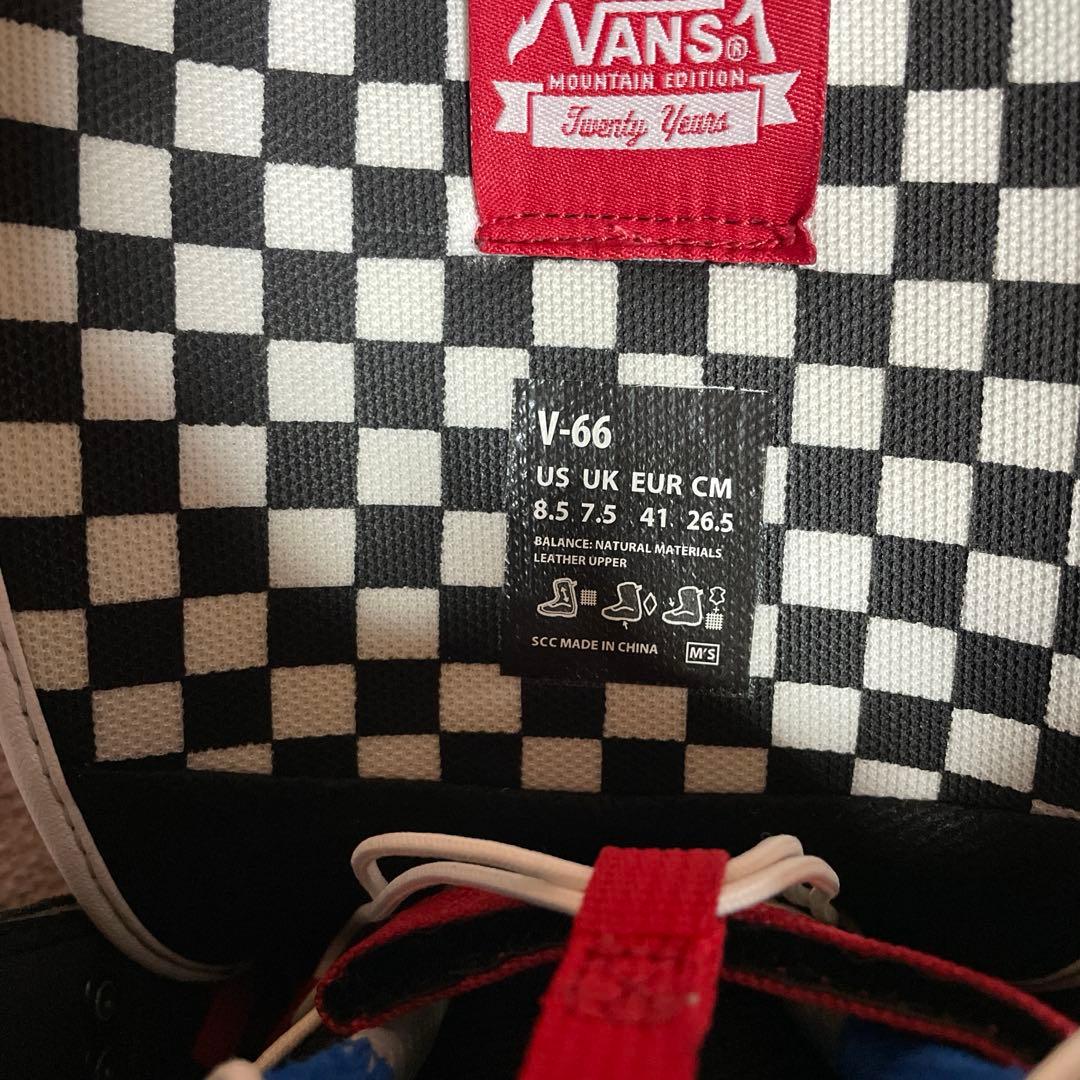 VANS®
MOUNTAIN EDITION
Twenty Years
V-66
US UK EUR CM
8.5 7.5 41 26.5
BALANCE: NATURAL MATERIALS
LEATHER UPPER
SCC MADE IN CHINA
M'S